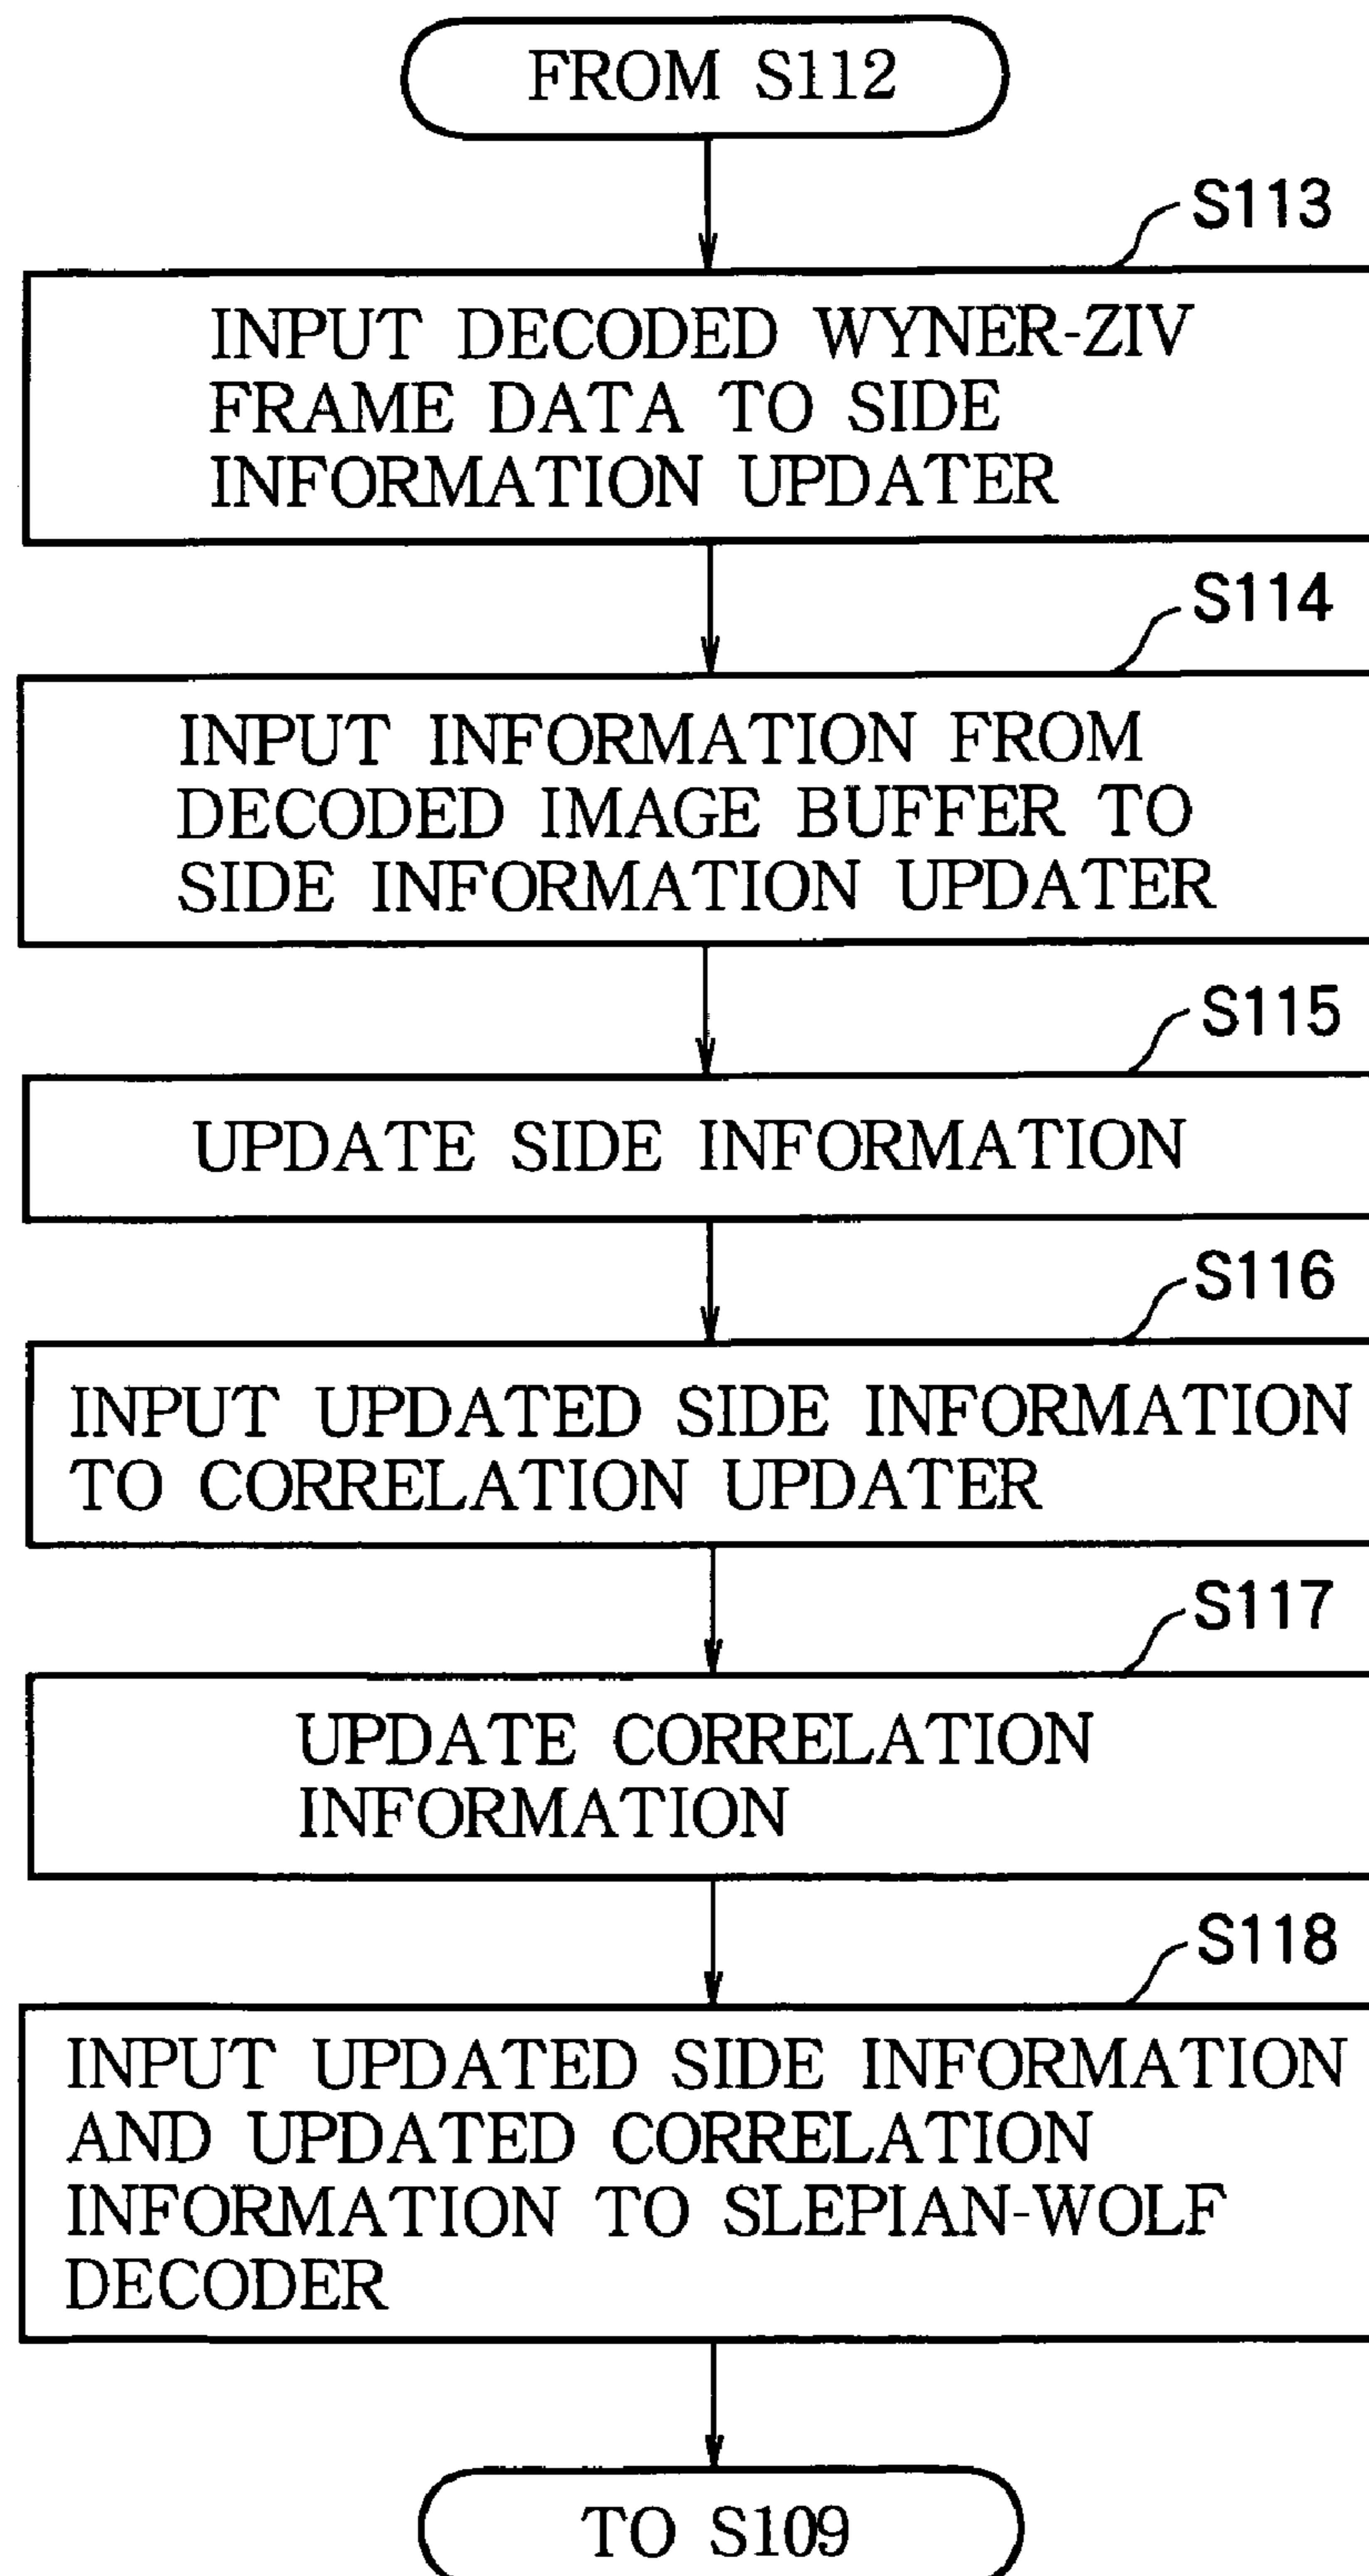 FROM S112
S113
INPUT DECODED WYNER-ZIV
FRAME DATA TO SIDE
INFORMATION UPDATER
S114
INPUT INFORMATION FROM
DECODED IMAGE BUFFER TO
SIDE INFORMATION UPDATER
S115
UPDATE SIDE INFORMATION
S116
INPUT UPDATED SIDE INFORMATION
TO CORRELATION UPDATER
S117
UPDATE CORRELATION
INFORMATION
S118
INPUT UPDATED SIDE INFORMATION
AND UPDATED CORRELATION
INFORMATION TO SLEPIAN-WOLF
DECODER
TO S109